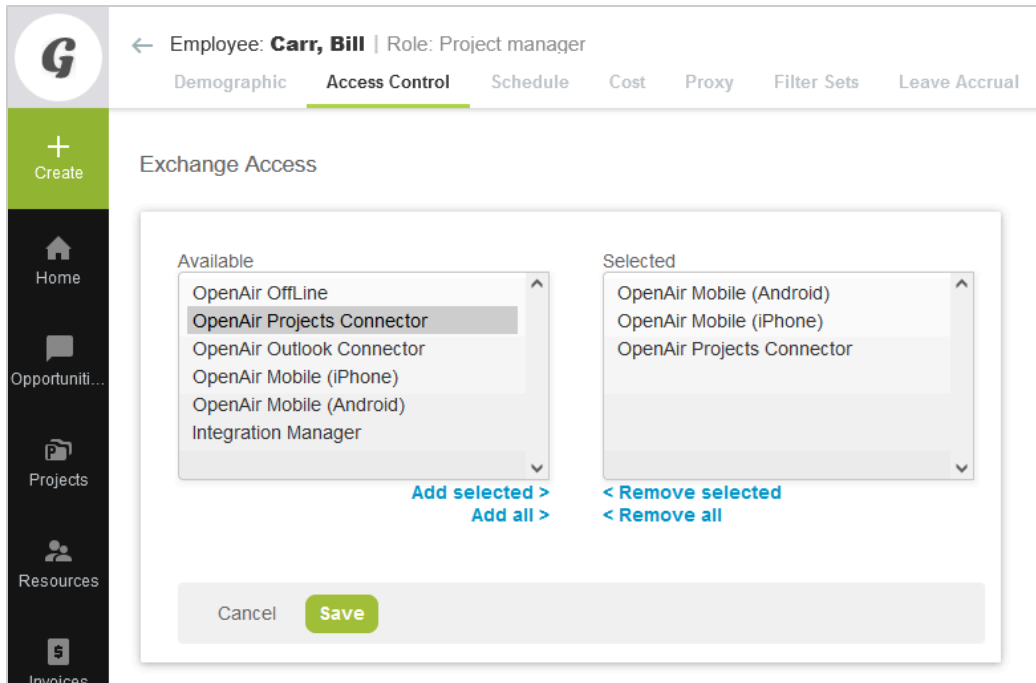 G
← Employee: Carr, Bill | Role: Project manager
Demographic Access Control Schedule Cost Proxy Filter Sets Leave Accrual
+
Create
Home
Opportuniti...
Projects
Resources
Invoices
Exchange Access
Available
OpenAir OffLine
OpenAir Projects Connector
OpenAir Outlook Connector
OpenAir Mobile (iPhone)
OpenAir Mobile (Android)
Integration Manager
Add selected >
Add all >
Selected
OpenAir Mobile (Android)
OpenAir Mobile (iPhone)
OpenAir Projects Connector
< Remove selected
< Remove all
Cancel Save